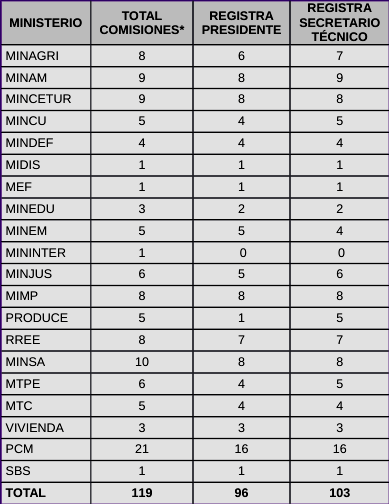 MINISTERIO TOTAL COMISIONES* REGISTRA PRESIDENTE REGISTRA SECRETARIO TÉCNICO
MINAGRI 8 6 7
MINAM 9 8 9
MINCETUR 9 8 8
MINCU 5 4 5
MINDEF 4 4 4
MIDIS 1 1 1
MEF 1 1 1
MINEDU 3 2 2
MINEM 5 5 4
MININTER 1 0 0
MINJUS 6 5 6
MIMP 8 8 8
PRODUCE 5 1 5
RREE 8 7 7
MINSA 10 8 8
MTPE 6 4 5
MTC 5 4 4
VIVIENDA 3 3 3
PCM 21 16 16
SBS 1 1 1
TOTAL 119 96 103